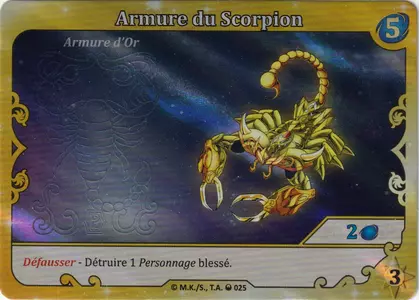 Armure du Scorpion
5
Armure d'Or
2
Défausser - Détruire 1 Personnage blessé.
3
© M.K./S., T.A. 025